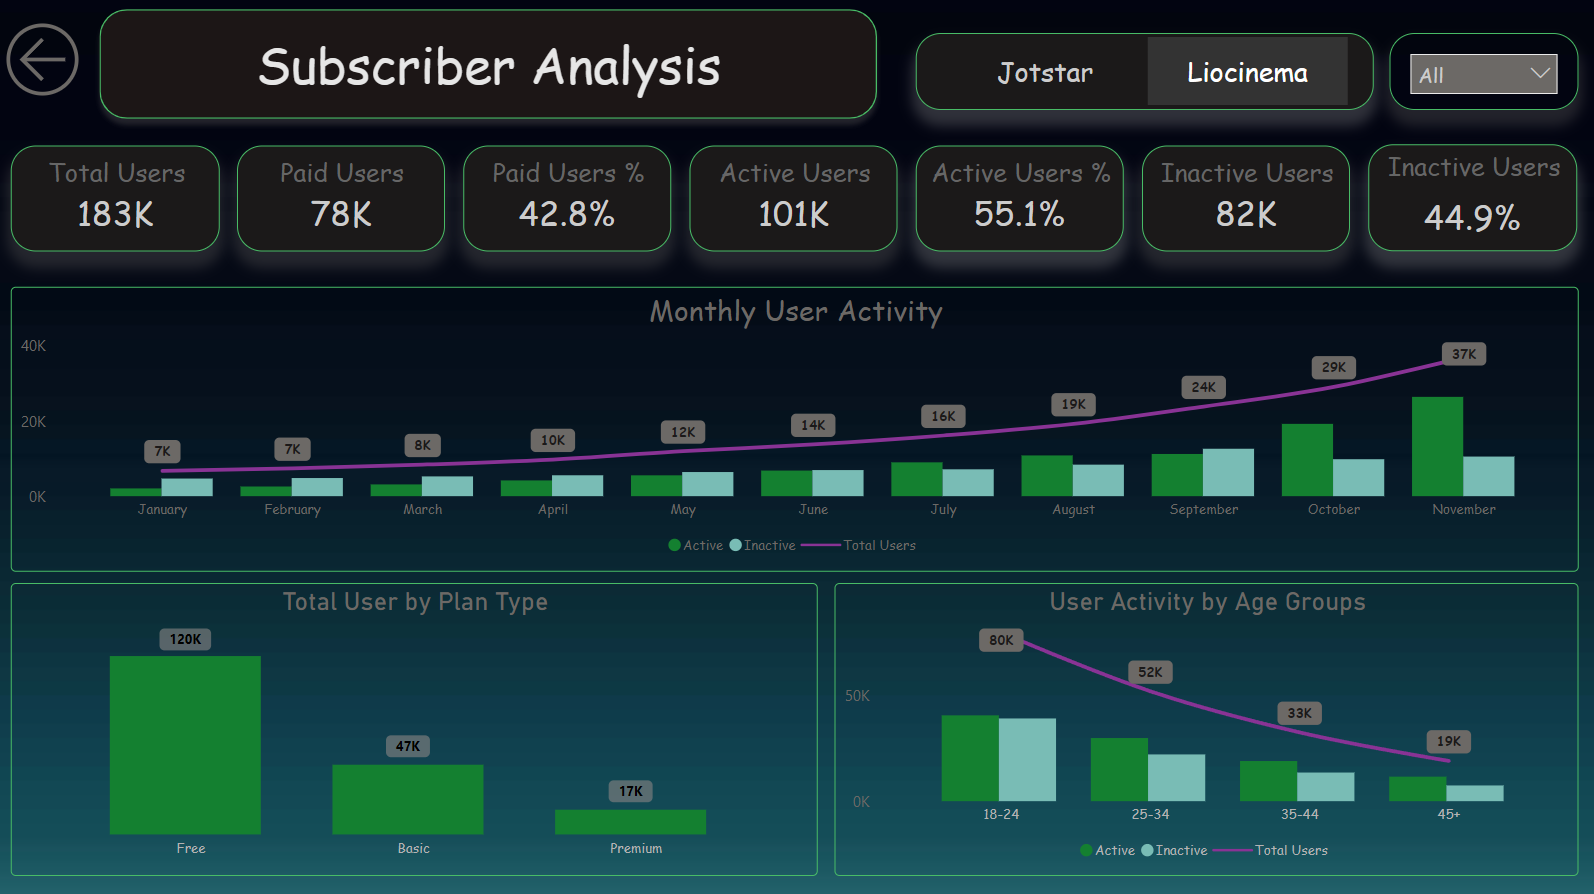 Subscriber Analysis
Jotstar
Liocinema
All
Total Users
183K
Paid Users
78K
Paid Users %
42.8%
Active Users
101K
Active Users %
55.1%
Inactive Users
82K
Inactive Users
44.9%
Monthly User Activity
40K
20K
0K
7K
7K
8K
10K
12K
14K
16K
19K
24K
29K
37K
January February March April May June July August September October November
Active Inactive Total Users
Total User by Plan Type
120K
47K
17K
Free Basic Premium
User Activity by Age Groups
50K
0K
80K
52K
33K
19K
18-24 25-34 35-44 45+
Active Inactive Total Users